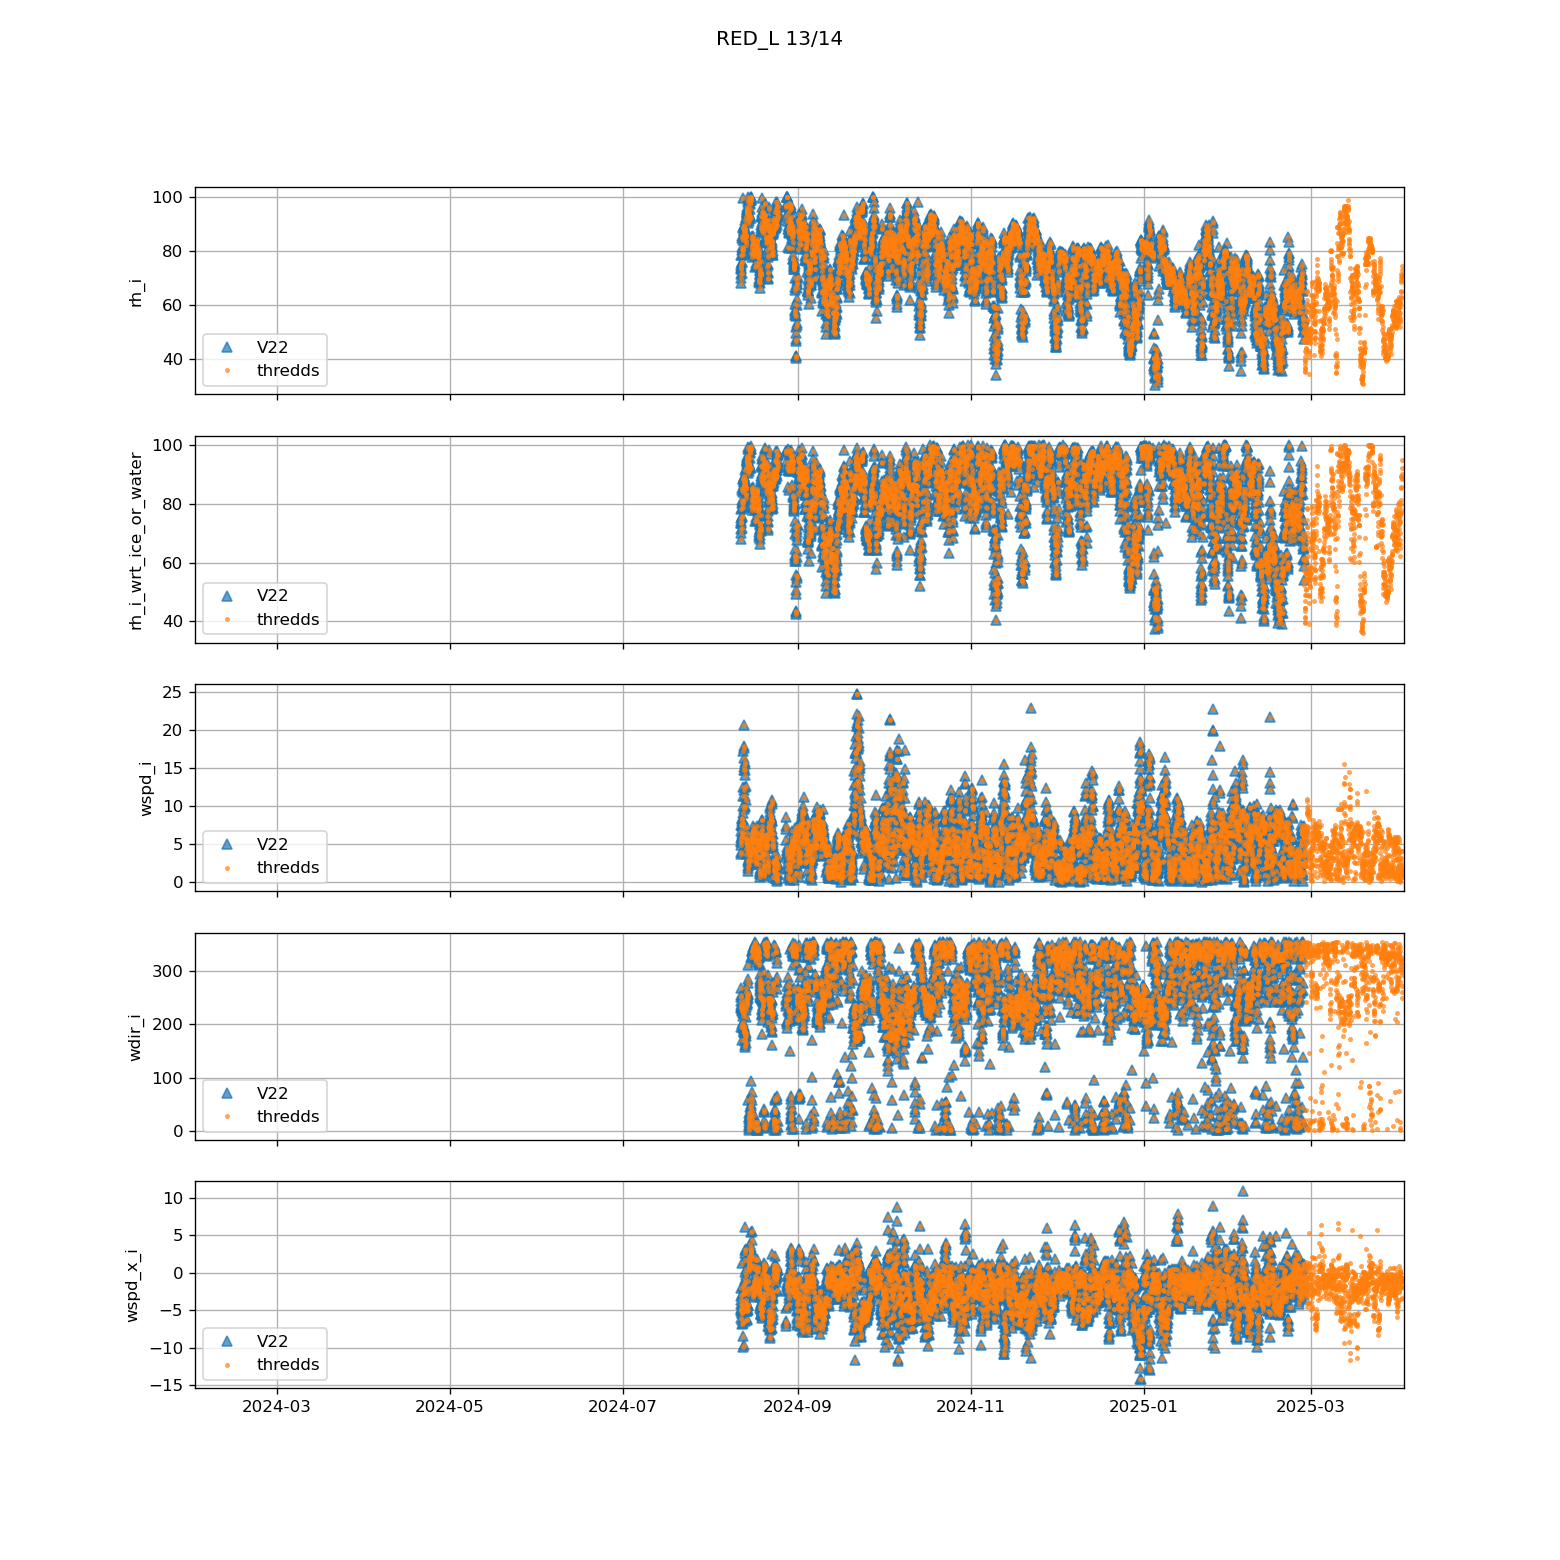 RED_L 13/14
100
80
60
40
rh_i
V22
thredds
100
80
60
40
rh_i_wrt_ice_or_water
V22
thredds
25
20
15
10
5
0
wspd_i
V22
thredds
300
200
100
0
wdir_i
V22
thredds
10
5
0
−5
−10
−15
wspd_x_i
V22
thredds
2024-03 2024-05 2024-07 2024-09 2024-11 2025-01 2025-03